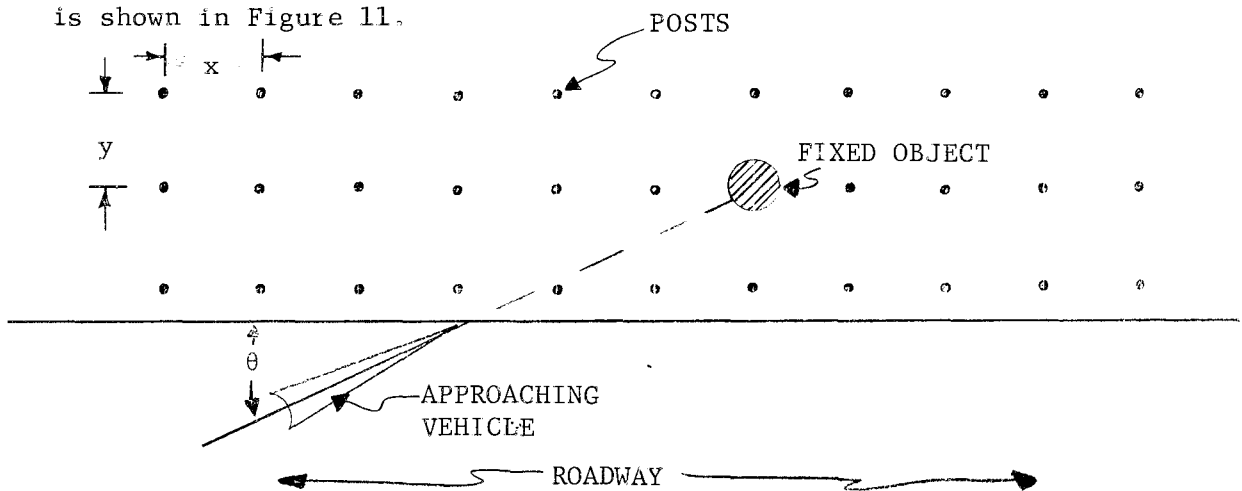 is shown in Figure 11.
POSTS
x
y
FIXED OBJECT
θ
APPROACHING
VEHICLE
ROADWAY